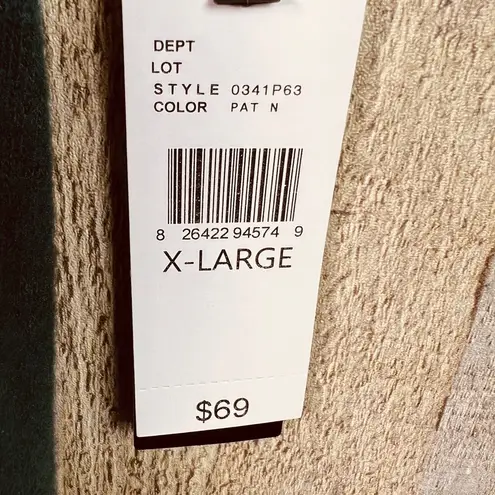 DEPT
LOT
STYLE 0341P63
COLOR PAT N
8 26422 94574 9
X-LARGE
$69